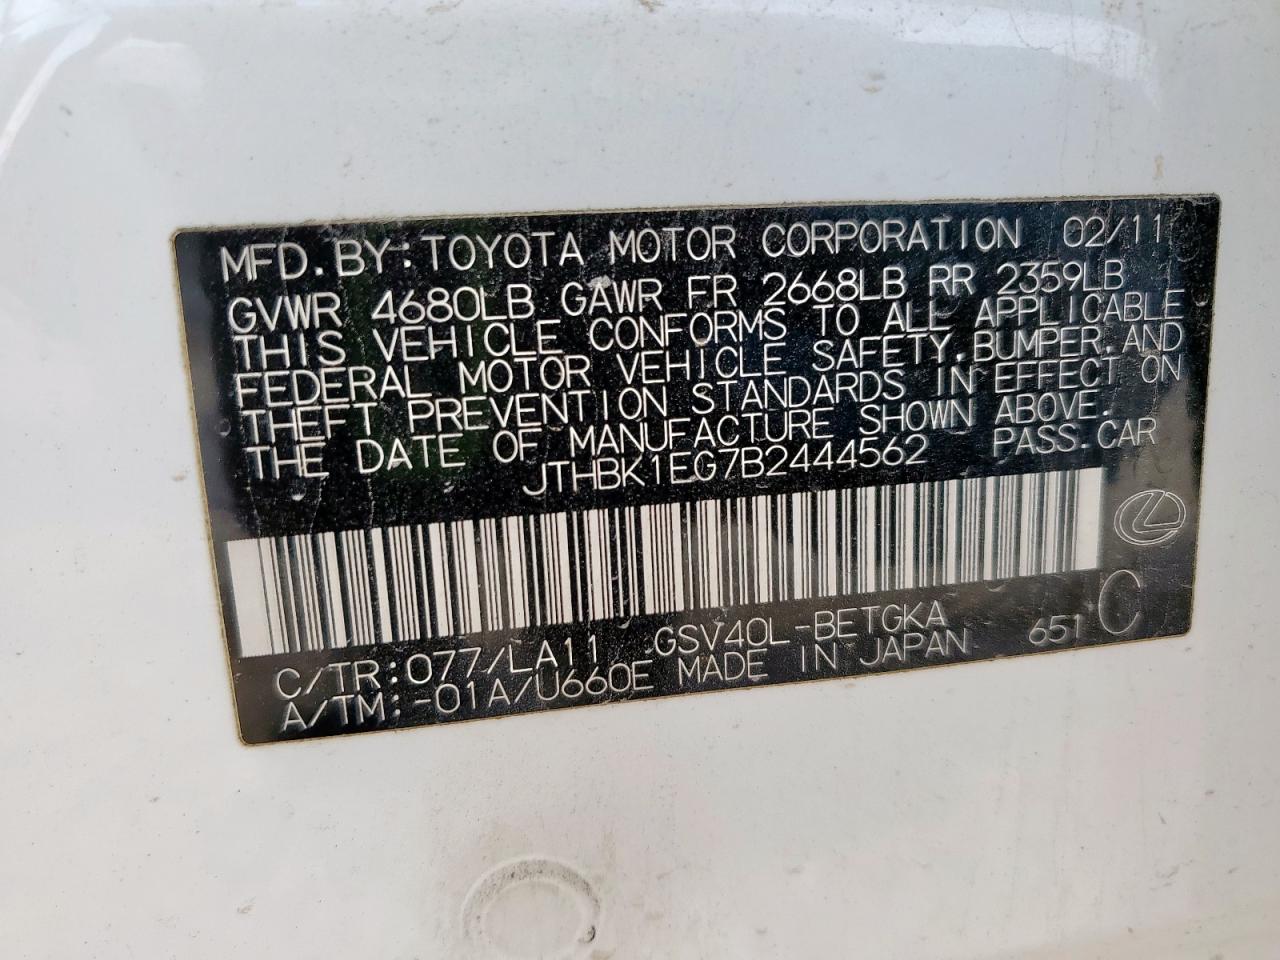 MFD. BY: TOYOTA MOTOR CORPORATION 02/11
GVWR 4680LB GAWR FR 2668LB RR 2359LB
THIS VEHICLE CONFORMS TO ALL APPLICABLE
FEDERAL MOTOR VEHICLE SAFETY, BUMPER, AND
THEFT PREVENTION STANDARDS IN EFFECT ON
THE DATE OF MANUFACTURE SHOWN ABOVE.
JTHBK1EG7B2444562 PASS. CAR
C/TR: 077/LA11 GSV40L-BETGKA 651 C
A/TM: -01A/U660E MADE IN JAPAN